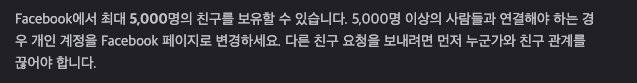 Facebook에서 최대 5,000명의 친구를 보유할 수 있습니다. 5,000명 이상의 사람들과 연결해야 하는 경
우 개인 계정을 Facebook 페이지로 변경하세요. 다른 친구 요청을 보내려면 먼저 누군가와 친구 관계를
끊어야 합니다.